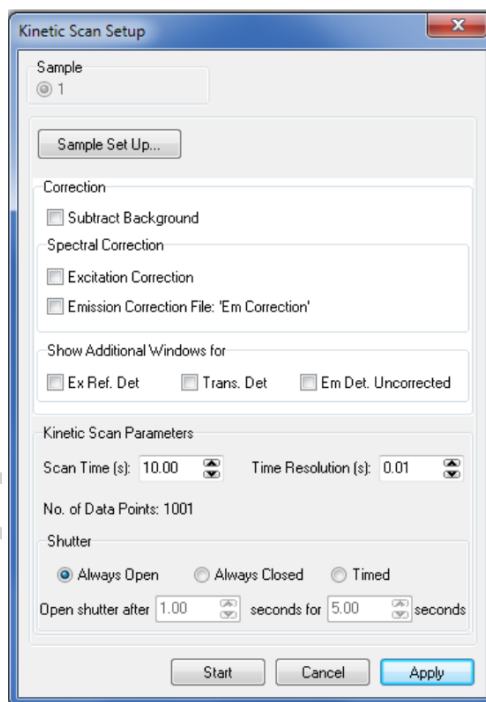 Kinetic Scan Setup
Sample
1
Sample Set Up...
Correction
Subtract Background
Spectral Correction
Excitation Correction
Emission Correction File: 'Em Correction'
Show Additional Windows for
Ex Ref. Det Trans. Det Em Det. Uncorrected
Kinetic Scan Parameters
Scan Time (s): 10.00 Time Resolution (s): 0.01
No. of Data Points: 1001
Shutter
Always Open Always Closed Timed
Open shutter after 1.00 seconds for 5.00 seconds
Start Cancel Apply